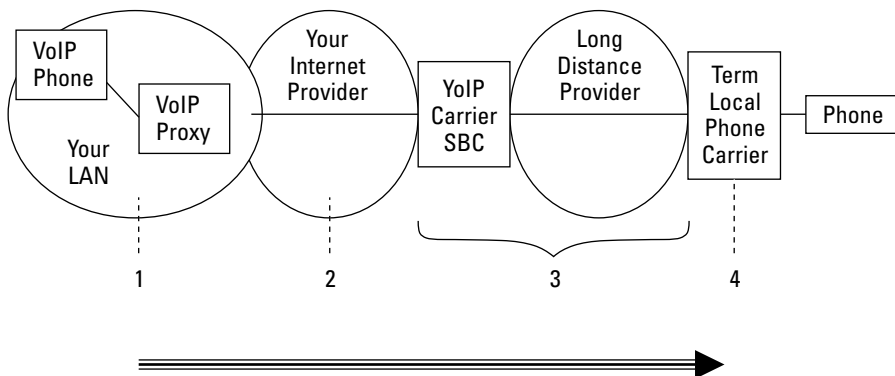 VoIP
Phone
VoIP
Proxy
Your
LAN
Your
Internet
Provider
YoIP
Carrier
SBC
Long
Distance
Provider
Term
Local
Phone
Carrier
Phone
1
2
3
4